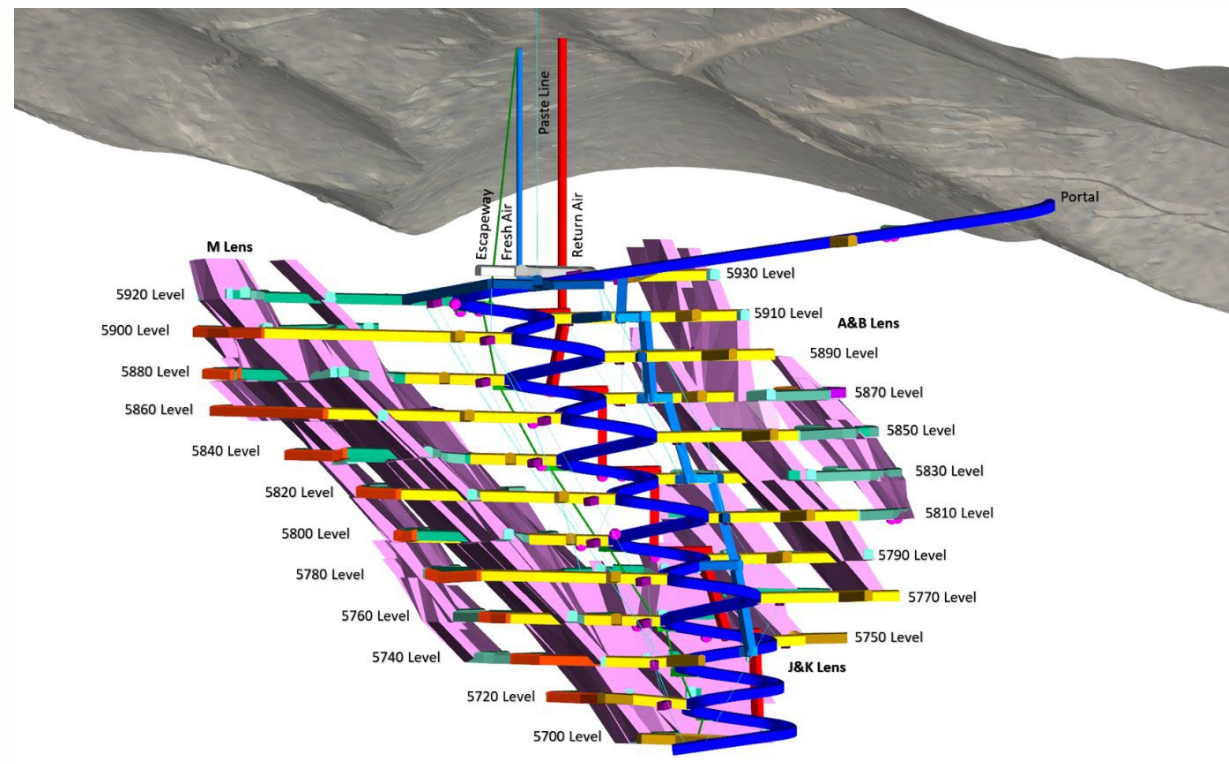 Paste Line
Escapeway
Fresh Air
Return Air
Portal
M Lens
5930 Level
5920 Level
5910 Level
A&B Lens
5900 Level
5890 Level
5880 Level
5870 Level
5860 Level
5850 Level
5840 Level
5830 Level
5820 Level
5810 Level
5800 Level
5790 Level
5780 Level
5770 Level
5760 Level
5750 Level
5740 Level
J&K Lens
5720 Level
5700 Level